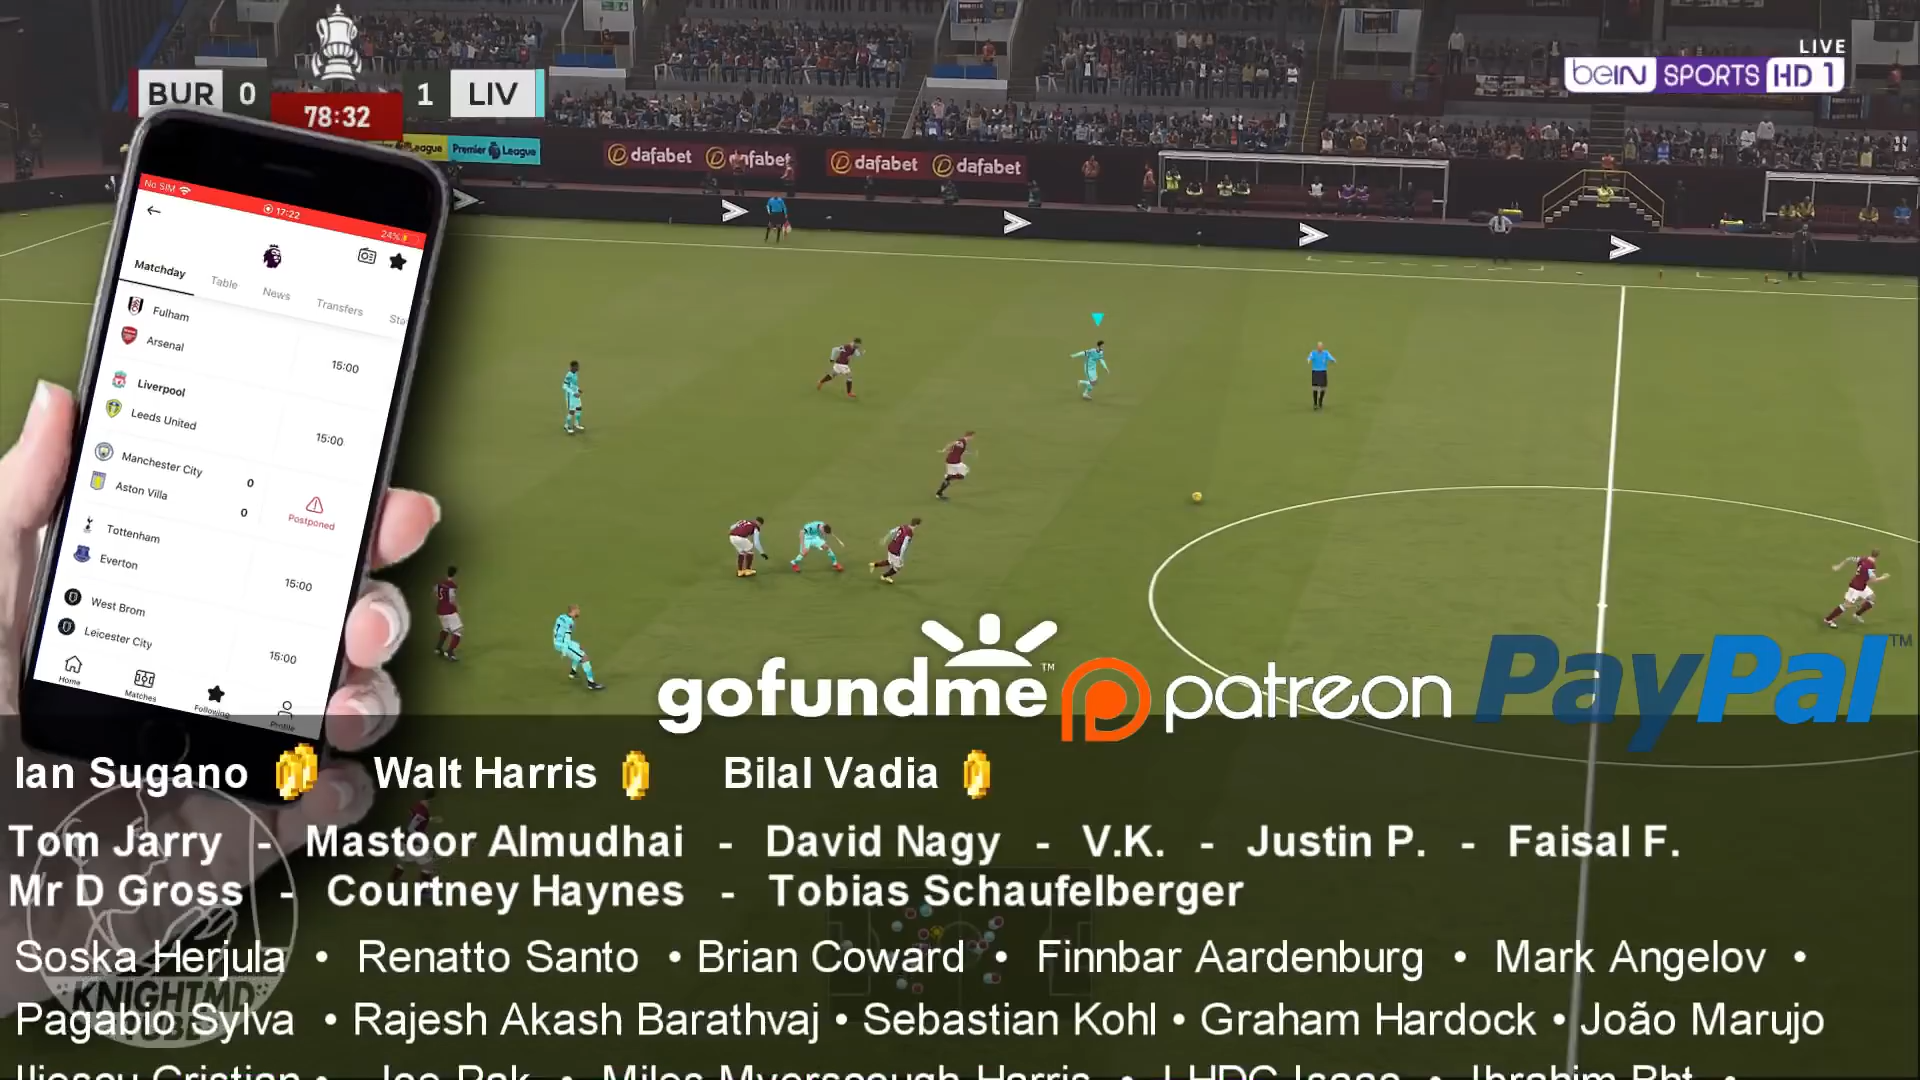 LIVE
beIN SPORTS HD 1
BUR 0 1 LIV
78:32
Premier League
dafabet dafabet dafabet dafabet
No SIM 17:22 24%
Matchday Table News Transfers Sta
Fulham
Arsenal
15:00
Liverpool
Leeds United
15:00
Manchester City 0
Aston Villa 0
Postponed
Tottenham
Everton
15:00
West Brom
Leicester City
15:00
Home Matches Following Profile
gofundme™ patreon PayPal™
Ian Sugano Walt Harris Bilal Vadia
Tom Jarry - Mastoor Almudhai - David Nagy - V.K. - Justin P. - Faisal F.
Mr D Gross - Courtney Haynes - Tobias Schaufelberger
Soska Herjula • Renatto Santo • Brian Coward • Finnbar Aardenburg • Mark Angelov •
KNIGHTMD
Pagabio Sylva • Rajesh Akash Barathvaj • Sebastian Kohl • Graham Hardock • João Marujo